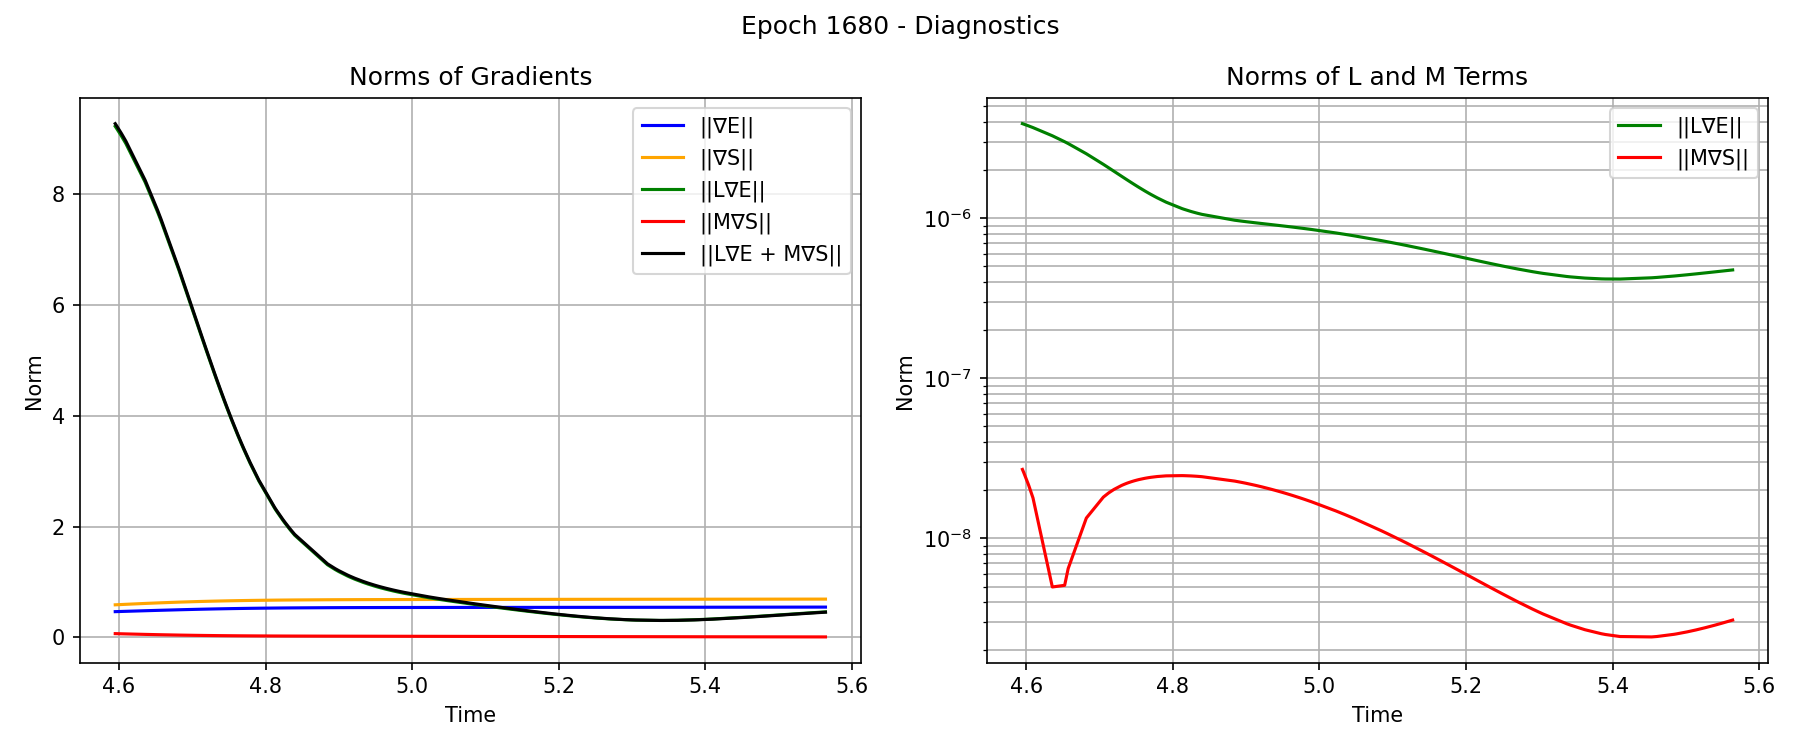 Epoch 1680 - Diagnostics
Norms of Gradients
Norm
8
6
4
2
0
4.6 4.8 5.0 5.2 5.4 5.6
Time
||∇E||
||∇S||
||L∇E||
||M∇S||
||L∇E + M∇S||
Norms of L and M Terms
Norm
10⁻⁶
10⁻⁷
10⁻⁸
4.6 4.8 5.0 5.2 5.4 5.6
Time
||L∇E||
||M∇S||